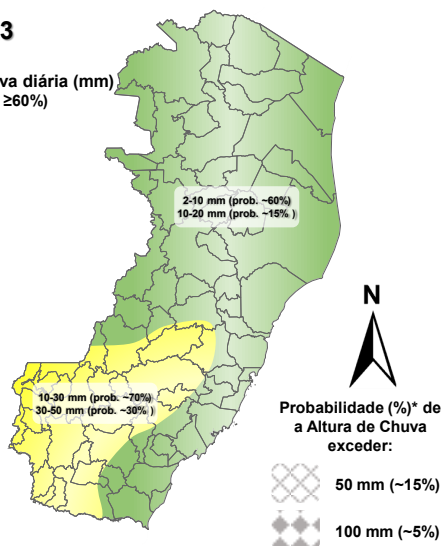 3
va diária (mm)
≥60%)
2-10 mm (prob. ~60%)
10-20 mm (prob. ~15% )
N
10-30 mm (prob. ~70%)
30-50 mm (prob. ~30% )
Probabilidade (%)* de
a Altura de Chuva
exceder:
50 mm (~15%)
100 mm (~5%)